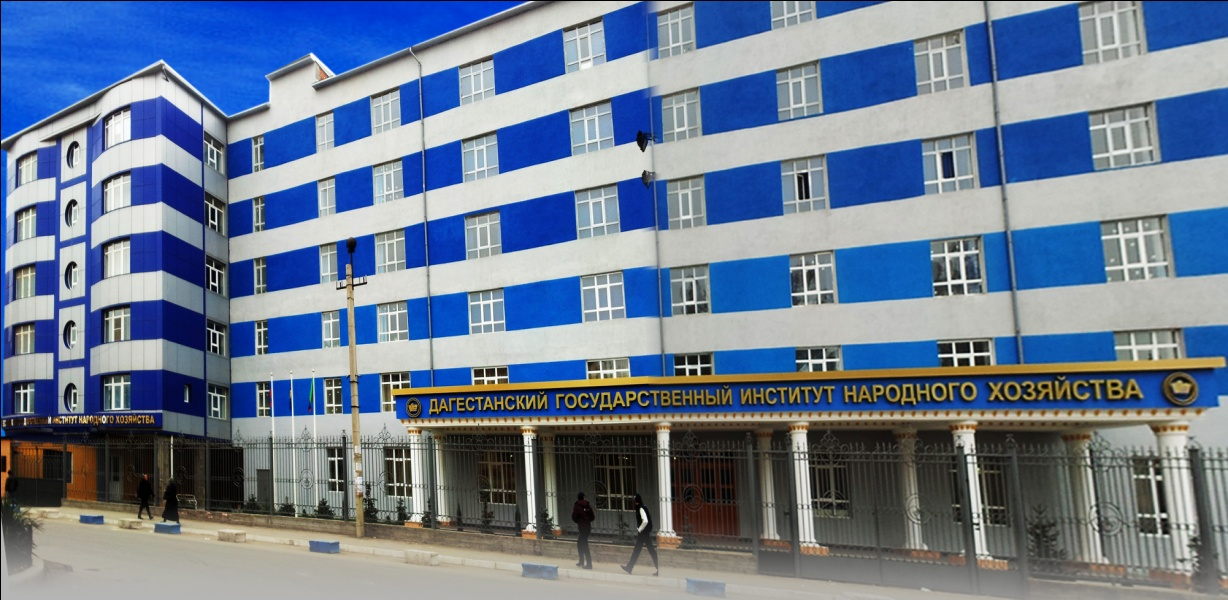 ДАГЕСТАНСКИЙ ГОСУДАРСТВЕННЫЙ ИНСТИТУТ НАРОДНОГО ХОЗЯЙСТВА
ИНСТИТУТ НАРОДНОГО ХОЗЯЙСТВА